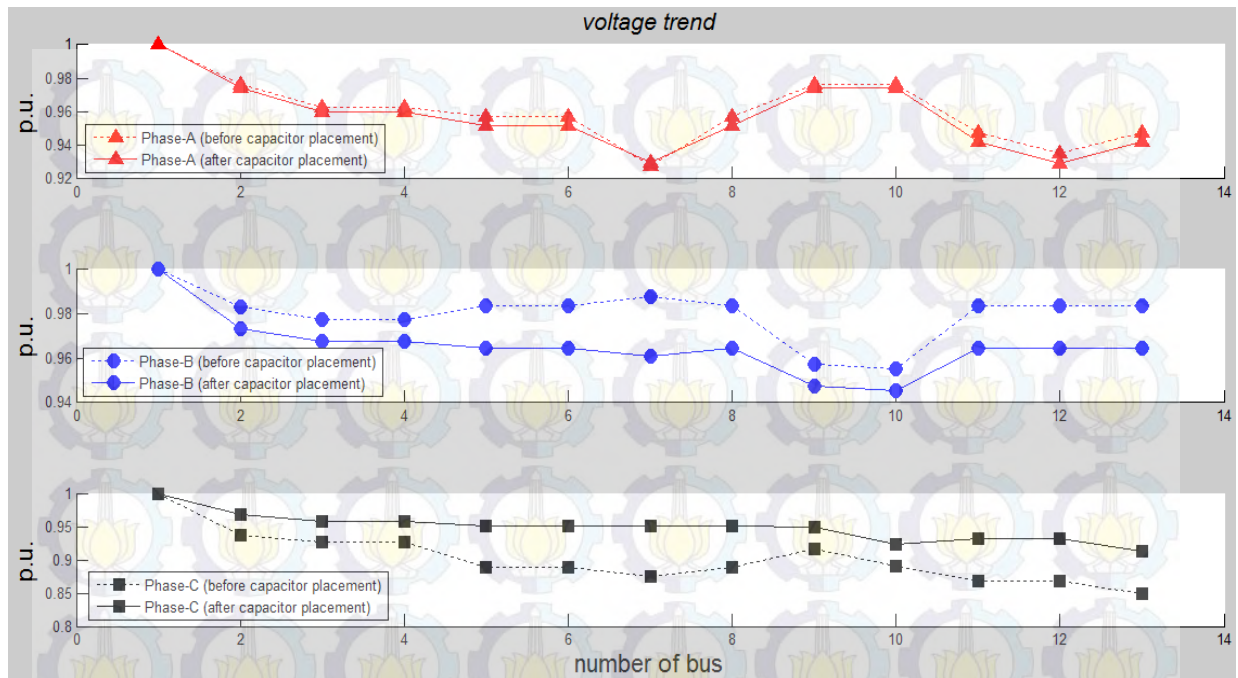 voltage trend
1
0.98
0.96
0.94
0.92
p.u.
Phase-A (before capacitor placement)
Phase-A (after capacitor placement)
0 2 4 6 8 10 12 14
1
0.98
0.96
0.94
p.u.
Phase-B (before capacitor placement)
Phase-B (after capacitor placement)
0 2 4 6 8 10 12 14
1
0.95
0.9
0.85
0.8
p.u.
Phase-C (before capacitor placement)
Phase-C (after capacitor placement)
0 2 4 6 8 10 12 14
number of bus